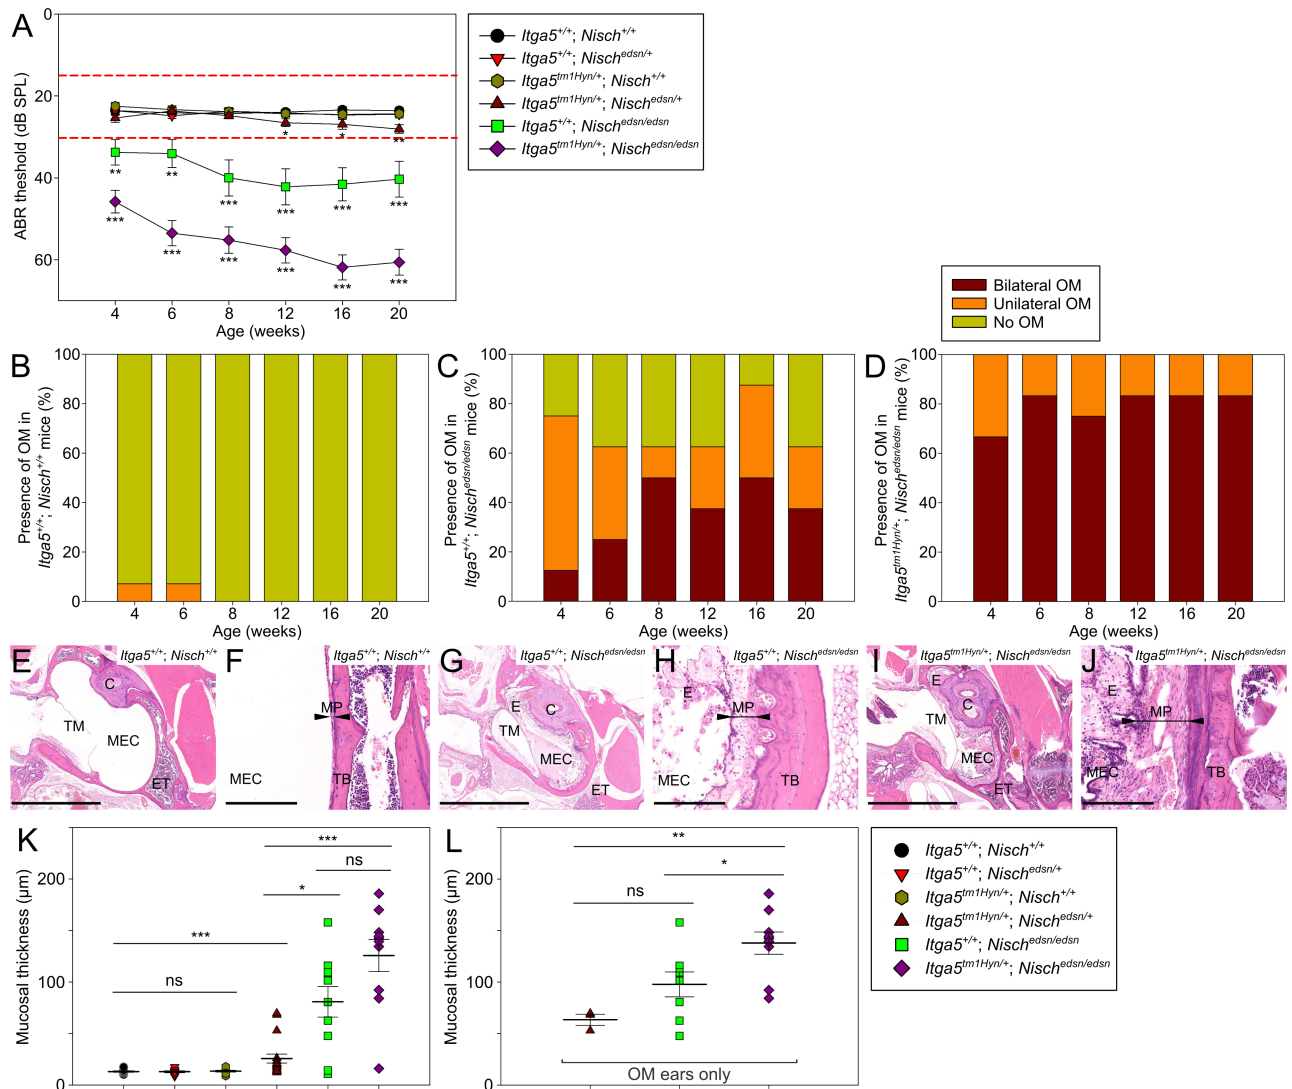 A
0
20
40
60
ABR theshold (dB SPL)
4 6 8 12 16 20
Age (weeks)
* * **
** ** *** *** *** ***
*** *** *** *** *** ***
Itga5+/+; Nisch+/+
Itga5+/+; Nischedsn/+
Itga5tm1Hyn/+; Nisch+/+
Itga5tm1Hyn/+; Nischedsn/+
Itga5+/+; Nischedsn/edsn
Itga5tm1Hyn/+; Nischedsn/edsn
Bilateral OM
Unilateral OM
No OM
B
Presence of OM in
Itga5+/+; Nisch+/+ mice (%)
100
80
60
40
20
0
4 6 8 12 16 20
Age (weeks)
C
Presence of OM in
Itga5+/+; Nischedsn/edsn mice (%)
100
80
60
40
20
0
4 6 8 12 16 20
Age (weeks)
D
Presence of OM in
Itga5tm1Hyn/+; Nischedsn/edsn mice (%)
100
80
60
40
20
0
4 6 8 12 16 20
Age (weeks)
E
Itga5+/+; Nisch+/+
C
TM
MEC
ET
F
Itga5+/+; Nisch+/+
MP
MEC
TB
G
Itga5+/+; Nischedsn/edsn
E
C
TM
MEC
ET
H
Itga5+/+; Nischedsn/edsn
E
MP
MEC
TB
I
Itga5tm1Hyn/+; Nischedsn/edsn
E
C
TM
MEC
ET
J
Itga5tm1Hyn/+; Nischedsn/edsn
E
MP
MEC
TB
K
Mucosal thickness (µm)
200
100
0
***
ns
*
***
ns
L
Mucosal thickness (µm)
200
100
0
**
*
ns
OM ears only
Itga5+/+; Nisch+/+
Itga5+/+; Nischedsn/+
Itga5tm1Hyn/+; Nisch+/+
Itga5tm1Hyn/+; Nischedsn/+
Itga5+/+; Nischedsn/edsn
Itga5tm1Hyn/+; Nischedsn/edsn